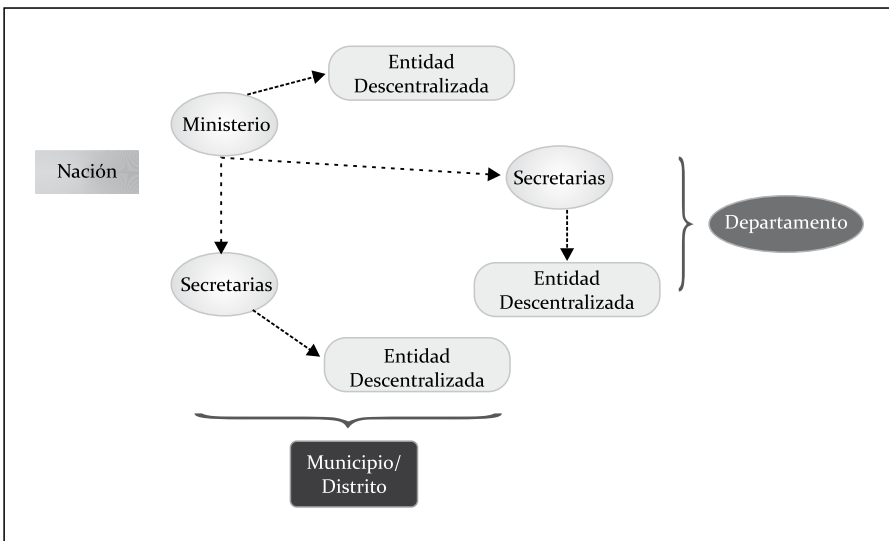 Entidad
Descentralizada
Ministerio
Nación
Secretarias
Departamento
Secretarias
Entidad
Descentralizada
Entidad
Descentralizada
Municipio/
Distrito